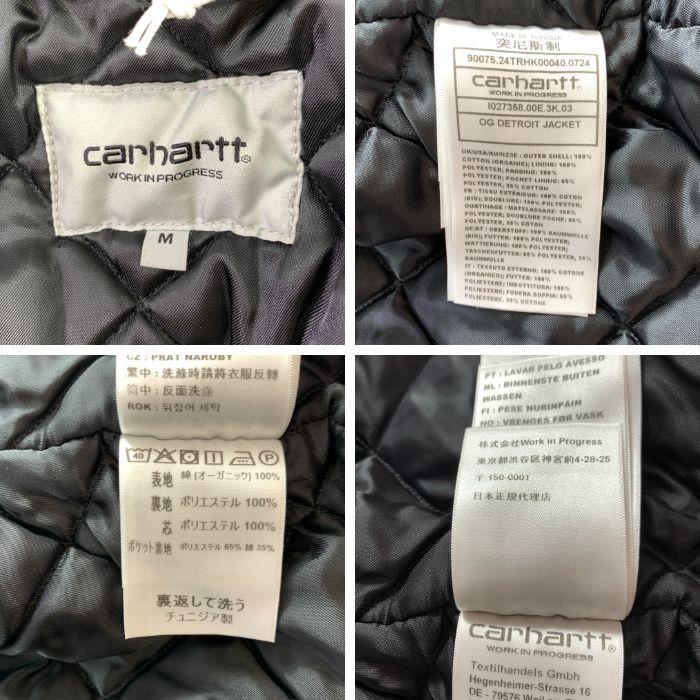 carhartt®
WORK IN PROGRESS
M
MADE IN TUNISIA
突尼斯制
90075.24TRHK00040.0724
carhartt®
WORK IN PROGRESS
I027358.00E.3K.03
OG DETROIT JACKET
UK/USA/AU/NZ/IE : OUTER SHELL: 100%
COTTON (ORGANIC); LINING: 100%
POLYESTER; PADDING: 100%
POLYESTER; POCKET LINING: 65%
POLYESTER, 35% COTTON
FR : TISSU EXTÉRIEUR: 100% COTON
(BIO); DOUBLURE: 100% POLYESTER;
OUATINAGE / MATELASSAGE: 100%
POLYESTER; DOUBLURE POCHE: 65%
POLYESTER, 35% COTON
DE/AT : OBERSTOFF: 100% BAUMWOLLE
(BIO); FUTTER: 100% POLYESTER;
WATTIERUNG: 100% POLYESTER;
TASCHENFUTTER: 65% POLYESTER, 35%
BAUMWOLLE
IT : TESSUTO ESTERNO: 100% COTONE
(ORGANICO); FUTTER: 100%
POLIESTERE; IMBOTTITURA: 100%
POLIESTERE; FODERA DOPPIA: 65%
POLIESTERE, 35% COTONE
CZ : PRÁT NARUBY
繁中 : 洗滌時請將衣服反轉
简中 : 反面洗涤
ROK : 뒤집어 세탁
40 P
表地 綿 (オーガニック) 100%
裏地 ポリエステル 100%
芯 ポリエステル 100%
ポケット裏地 ポリエステル 65% 綿 35%
裏返して洗う
チュニジア製
PT : LAVAR PELO AVESSO
NL : BINNENSTE BUITEN
WASSEN
FI : PESE NURINPÄIN
NO : VRENGES FØR VASK
株式会社Work in Progress
東京都渋谷区神宮前4-28-25
〒150-0001
日本正規代理店
carhartt®
WORK IN PROGRESS
Textilhandels GmbH
Hegenheimer-Strasse 16
DE - 79576 Weil am Rhein